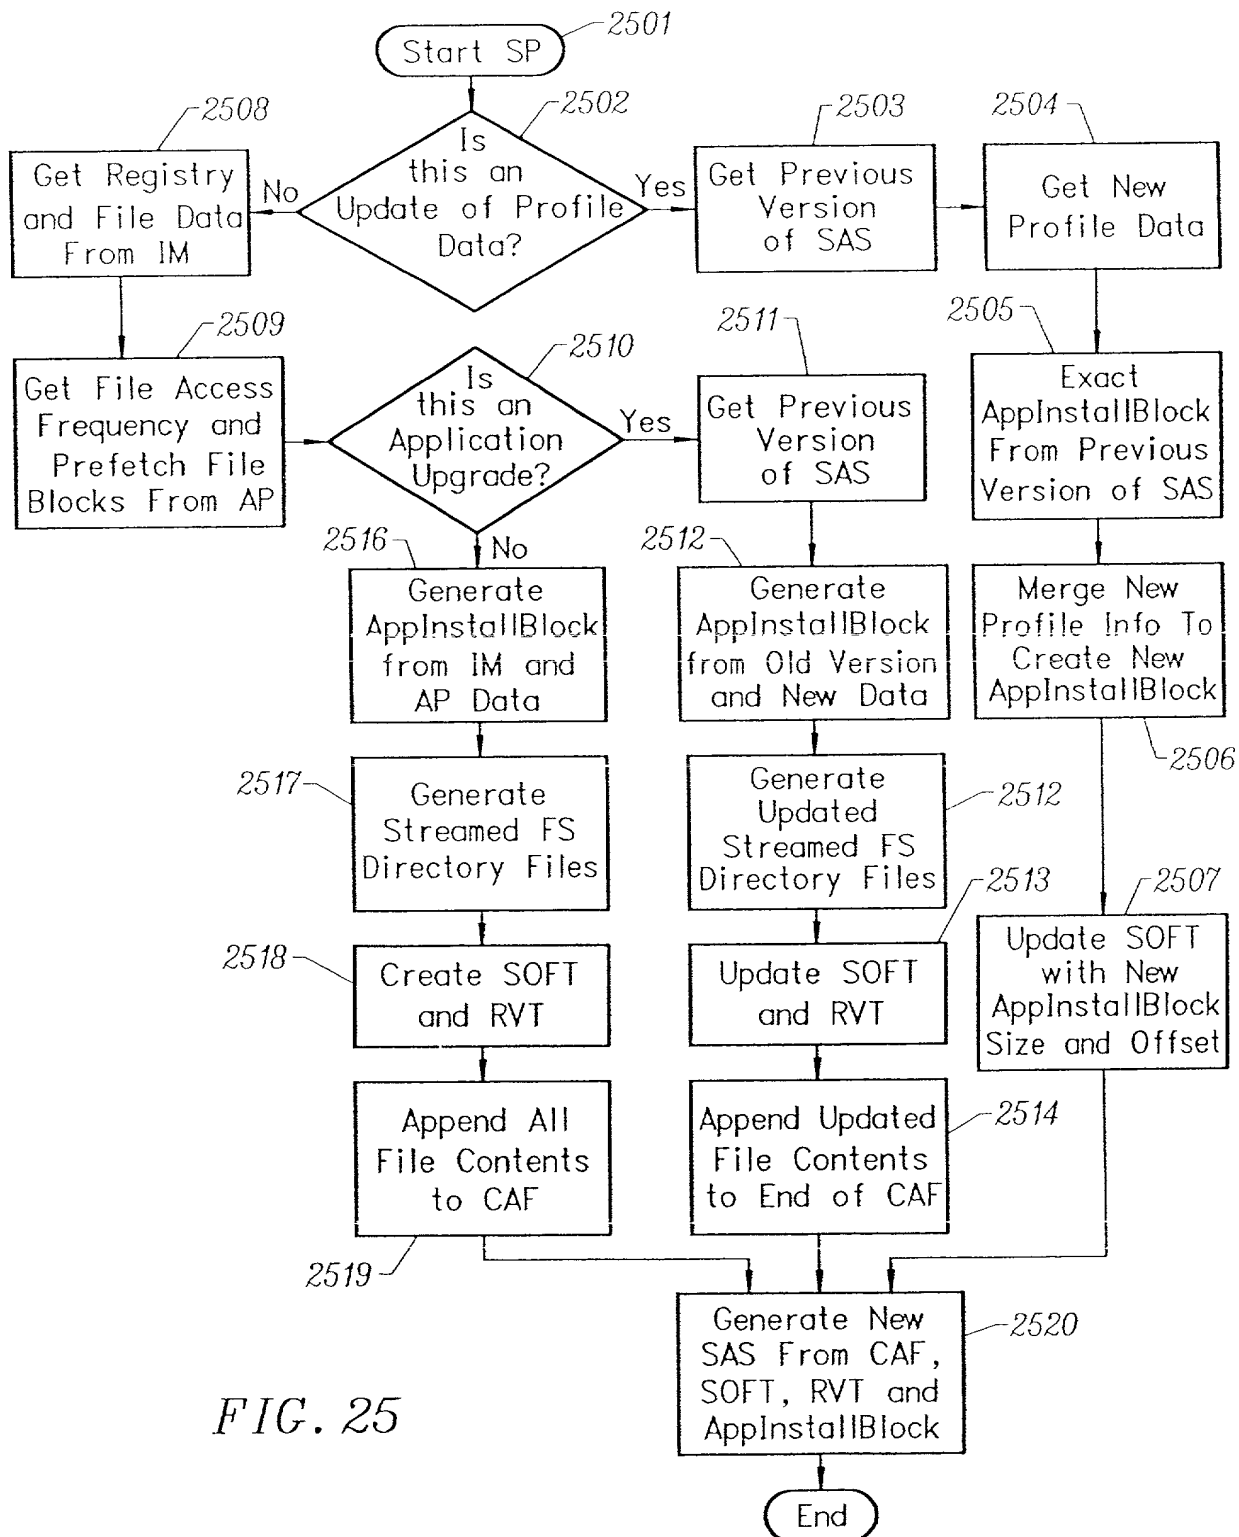 2501
Start SP
2502
Is
this an
Update of Profile
Data?
No
Yes
2508
Get Registry
and File Data
From IM
2503
Get Previous
Version
of SAS
2504
Get New
Profile Data
2509
Get File Access
Frequency and
Prefetch File
Blocks From AP
2510
Is
this an
Application
Upgrade?
Yes
No
2511
Get Previous
Version
of SAS
2505
Exact
AppInstallBlock
From Previous
Version of SAS
2516
Generate
AppInstallBlock
from IM and
AP Data
2512
Generate
AppInstallBlock
from Old Version
and New Data
Merge New
Profile Info To
Create New
AppInstallBlock
2506
2517
Generate
Streamed FS
Directory Files
Generate
Updated
Streamed FS
Directory Files
2512
2507
Update SOFT
with New
AppInstallBlock
Size and Offset
2518
Create SOFT
and RVT
2513
Update SOFT
and RVT
Append All
File Contents
to CAF
2519
Append Updated
File Contents
to End of CAF
2514
Generate New
SAS From CAF,
SOFT, RVT and
AppInstallBlock
2520
End
FIG. 25